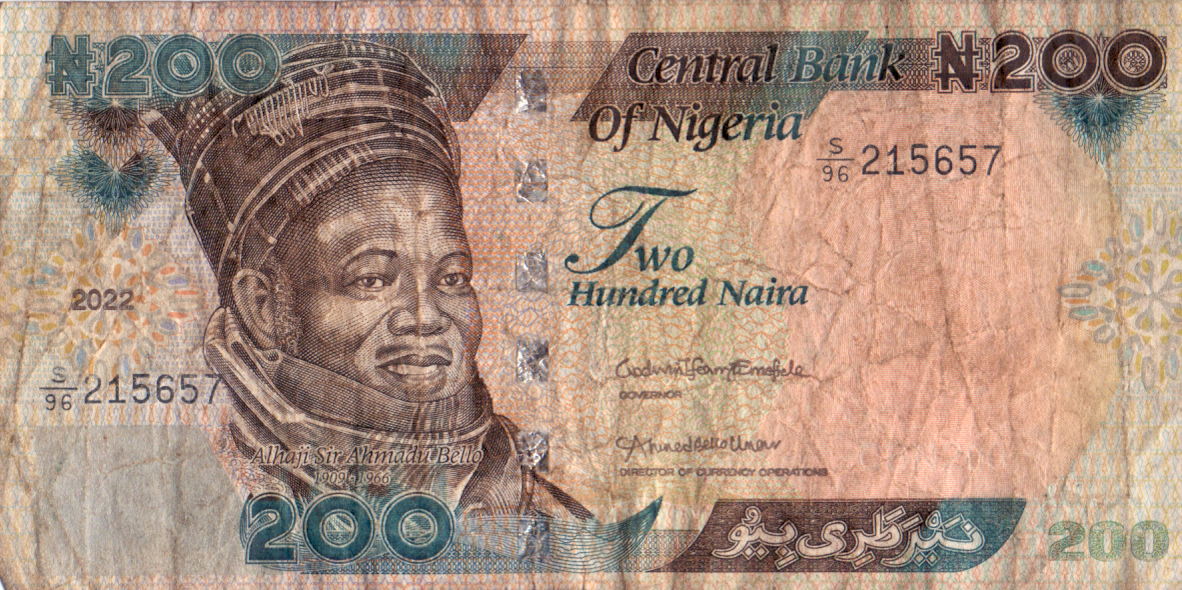 ₦200
Central Bank
Of Nigeria
₦200
S/96 215657
Two
Hundred Naira
2022
S/96 215657
GOVERNOR
DIRECTOR OF CURRENCY OPERATIONS
Alhaji Sir Ahmadu Bello
1909-1966
200
نَيْرَ طَرِى بِيُو
200